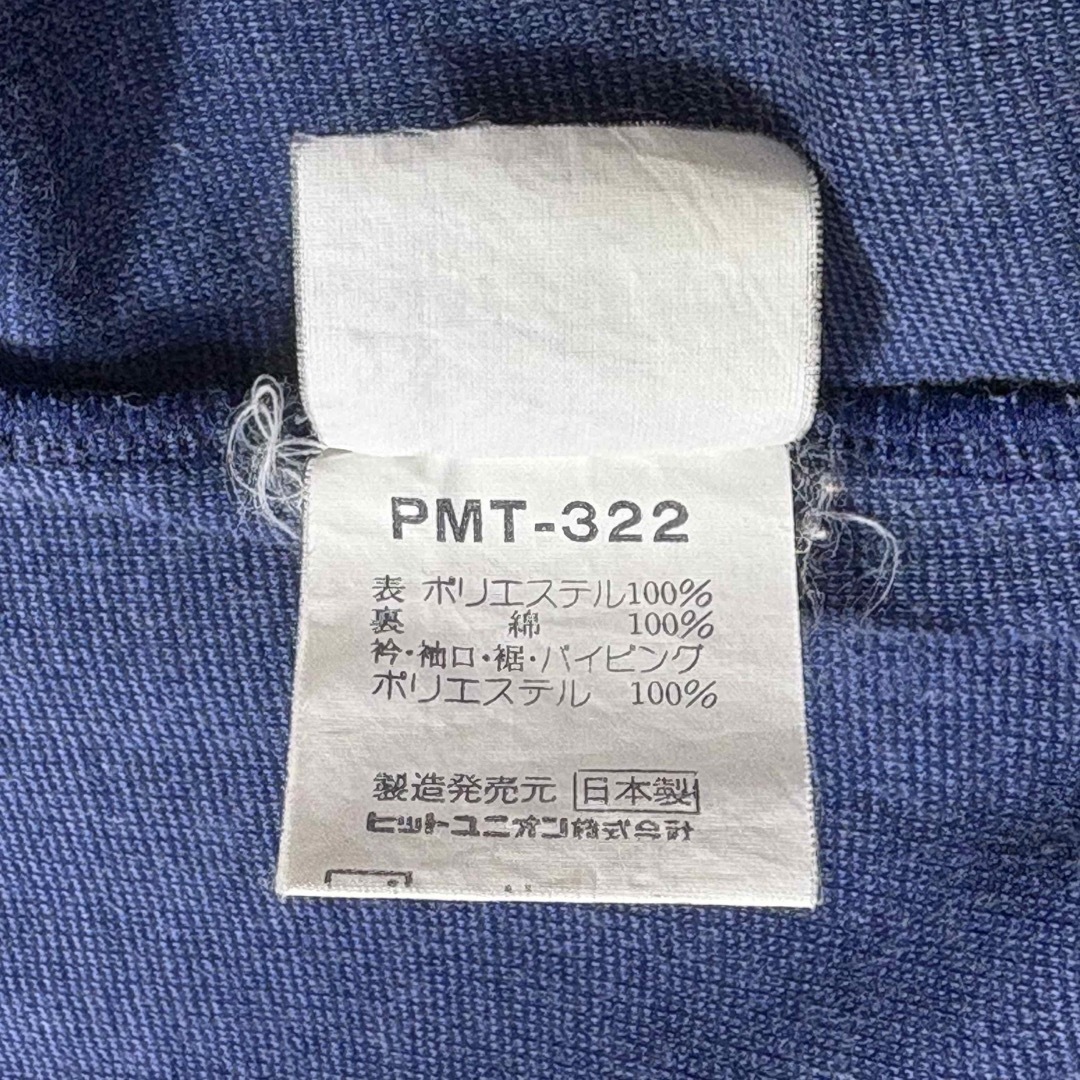 PMT-322
表 ポリエステル100%
裏 綿 100%
衿・袖口・裾・パイピング
ポリエステル 100%
製造発売元 日本製
ヒットユニオン株式会社